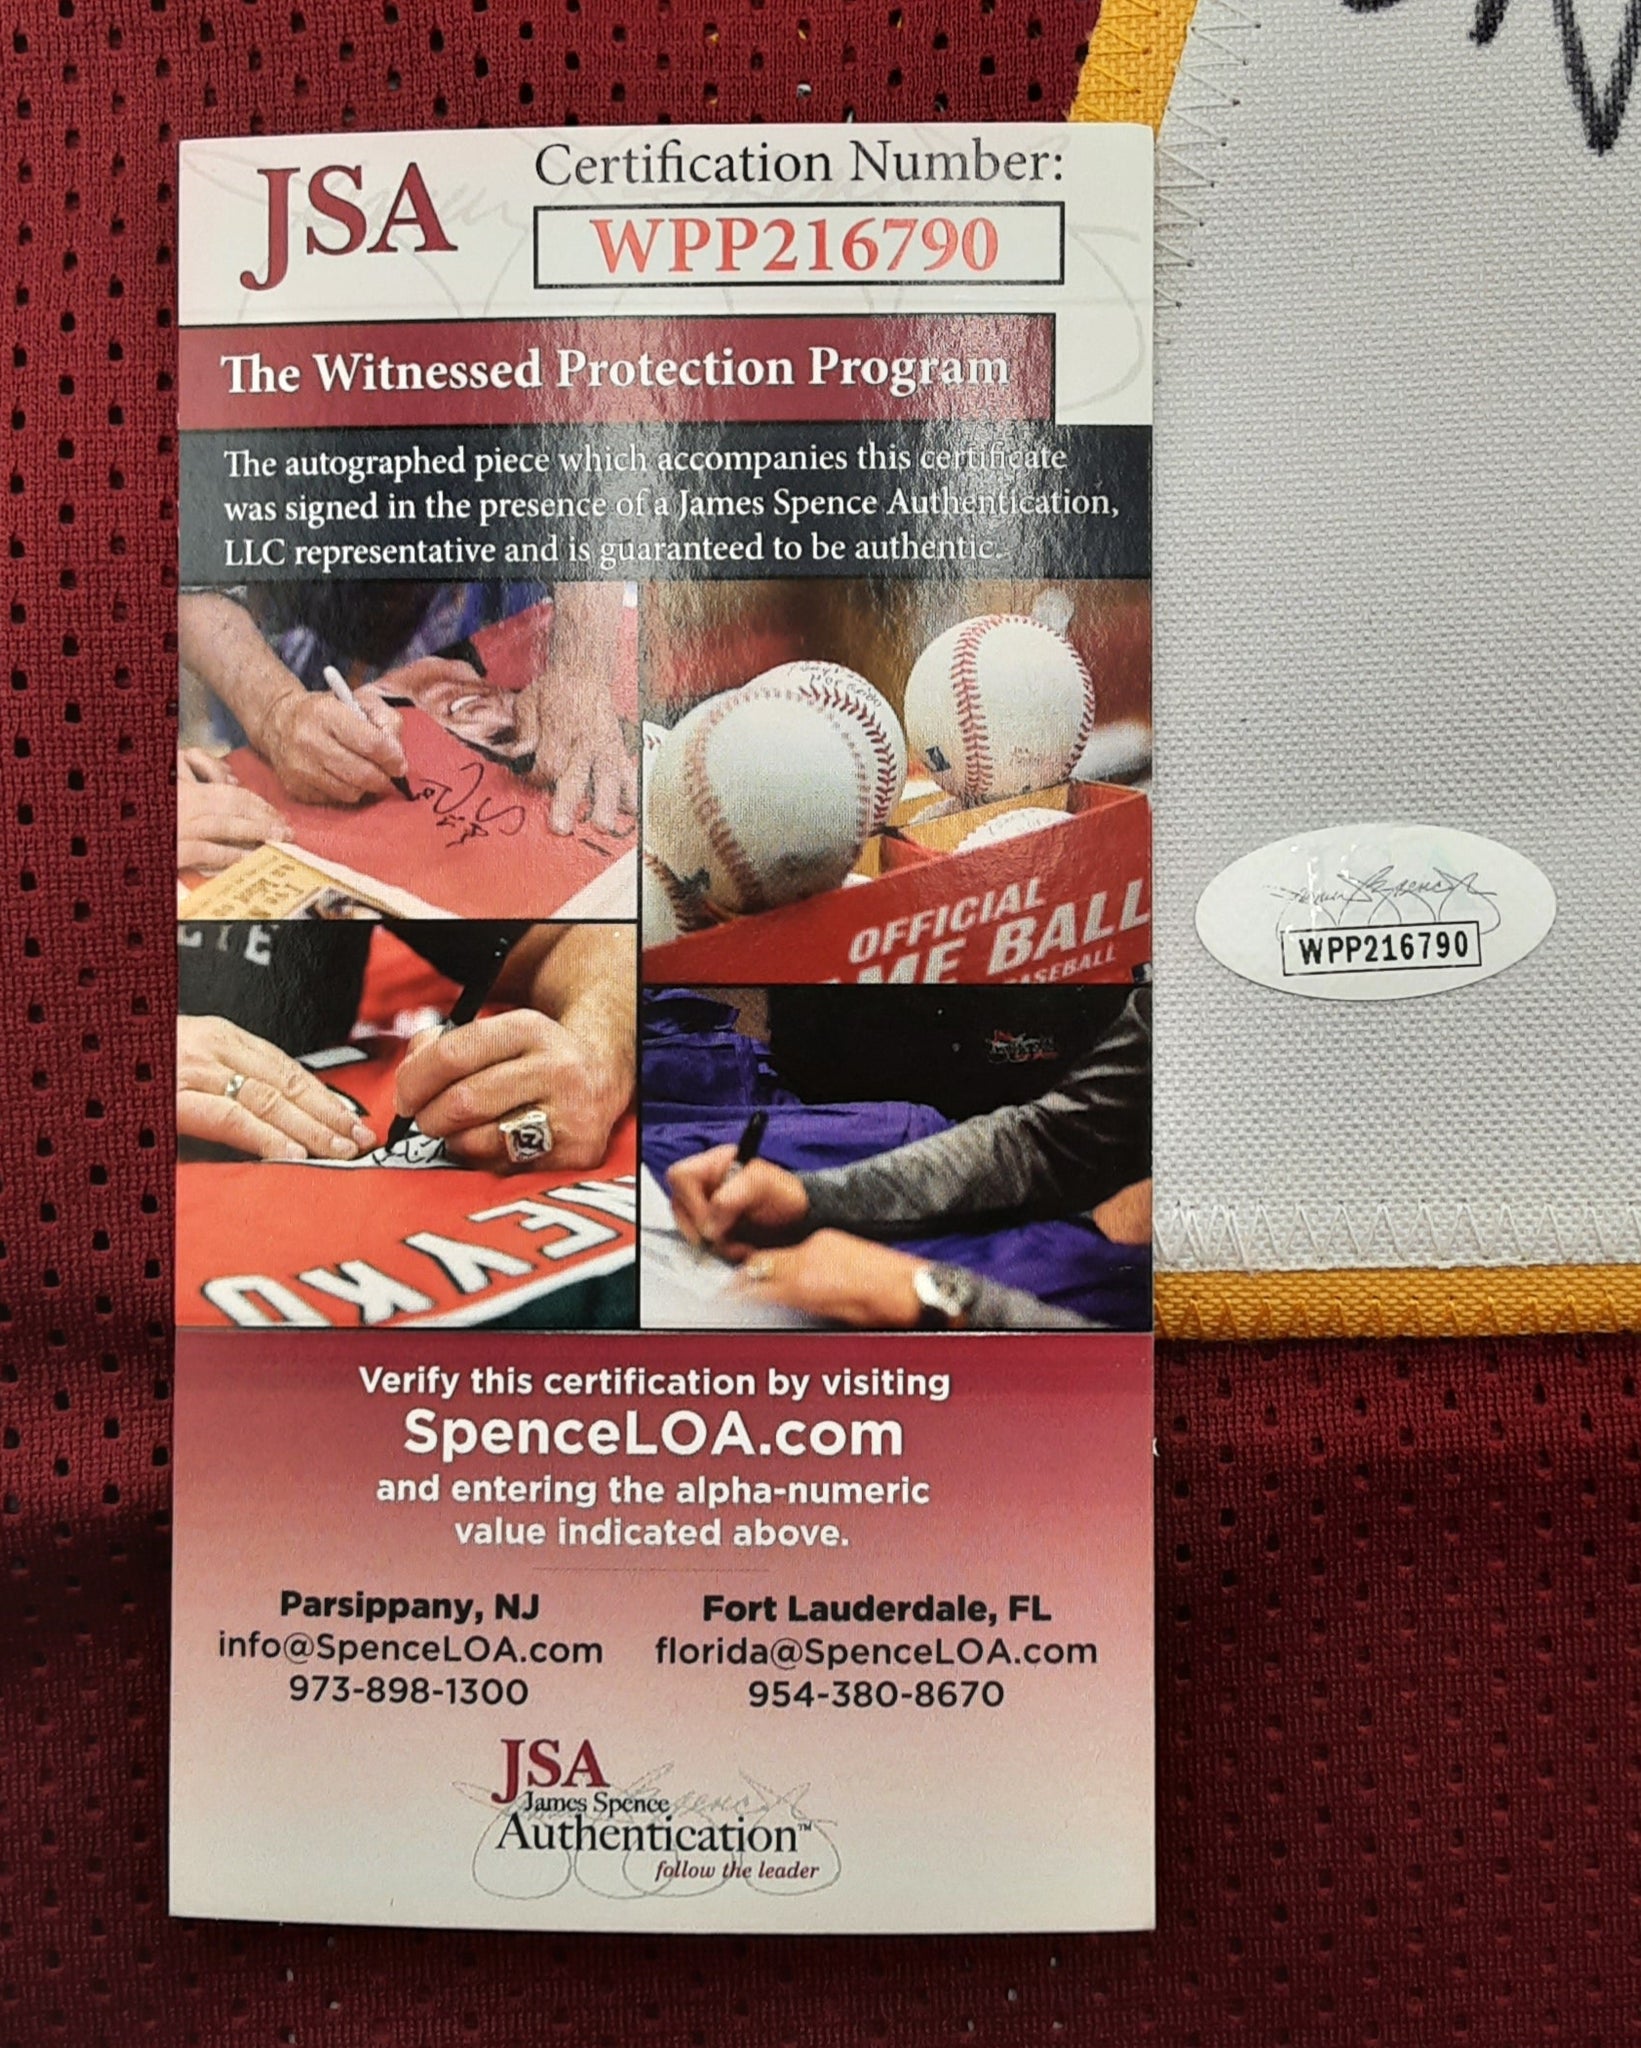 JSA
Certification Number:
WPP216790
The Witnessed Protection Program
The autographed piece which accompanies this certificate
was signed in the presence of a James Spence Authentication,
LLC representative and is guaranteed to be authentic.
OFFICIAL
ME BALL
ASEBALL
WPP216790
Verify this certification by visiting
SpenceLOA.com
and entering the alpha-numeric
value indicated above.
Parsippany, NJ
info@SpenceLOA.com
973-898-1300
Fort Lauderdale, FL
florida@SpenceLOA.com
954-380-8670
JSA
James Spence
Authentication™
follow the leader